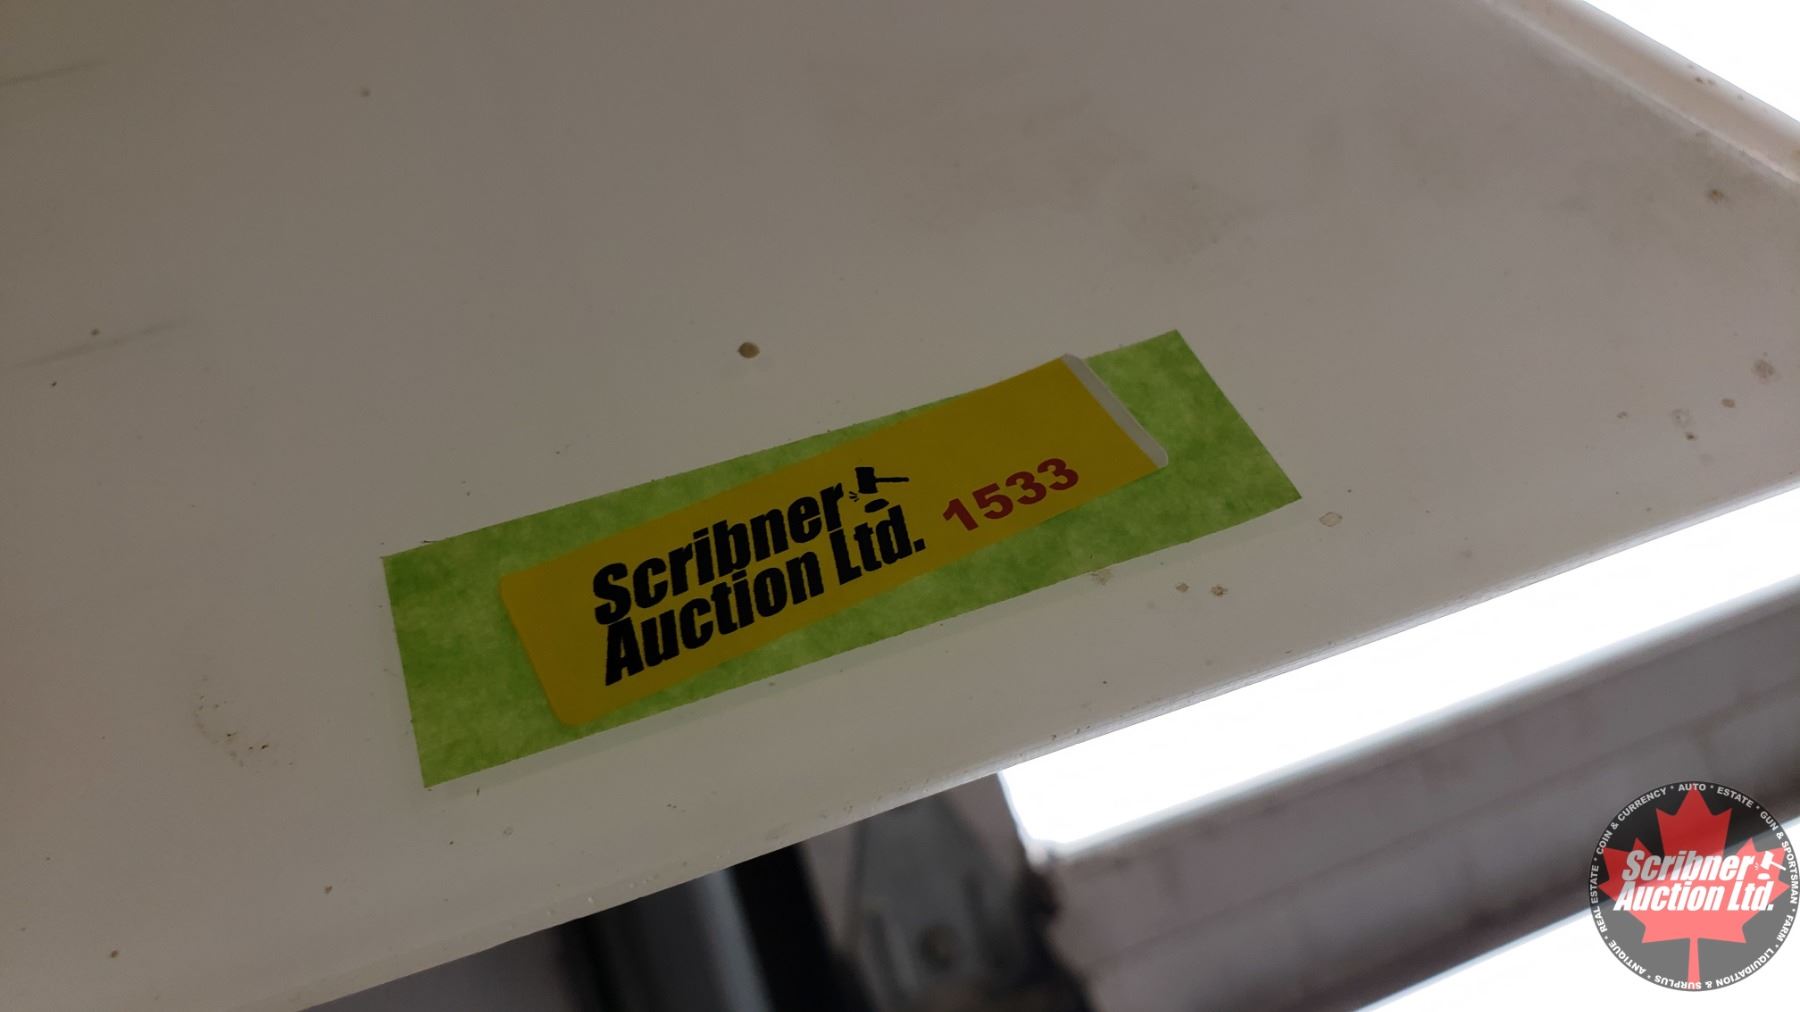 Scribner
Auction Ltd.
1533
COIN & CURRENCY * AUTO * ESTATE * GUN & SPORTSMAN * FARM * LIQUIDATION & SURPLUS * ANTIQUE * REAL ESTATE *
Scribner
Auction Ltd.